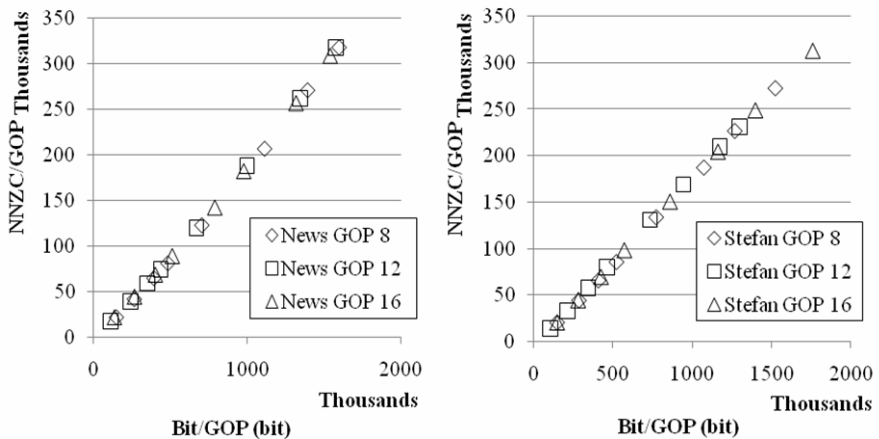 NNZC/GOP Thousands
350
300
250
200
150
100
50
0
0 1000 2000
Thousands
Bit/GOP (bit)
News GOP 8
News GOP 12
News GOP 16
NNZC/GOP Thousands
350
300
250
200
150
100
50
0
0 500 1000 1500 2000
Thousands
Bit/GOP (bit)
Stefan GOP 8
Stefan GOP 12
Stefan GOP 16